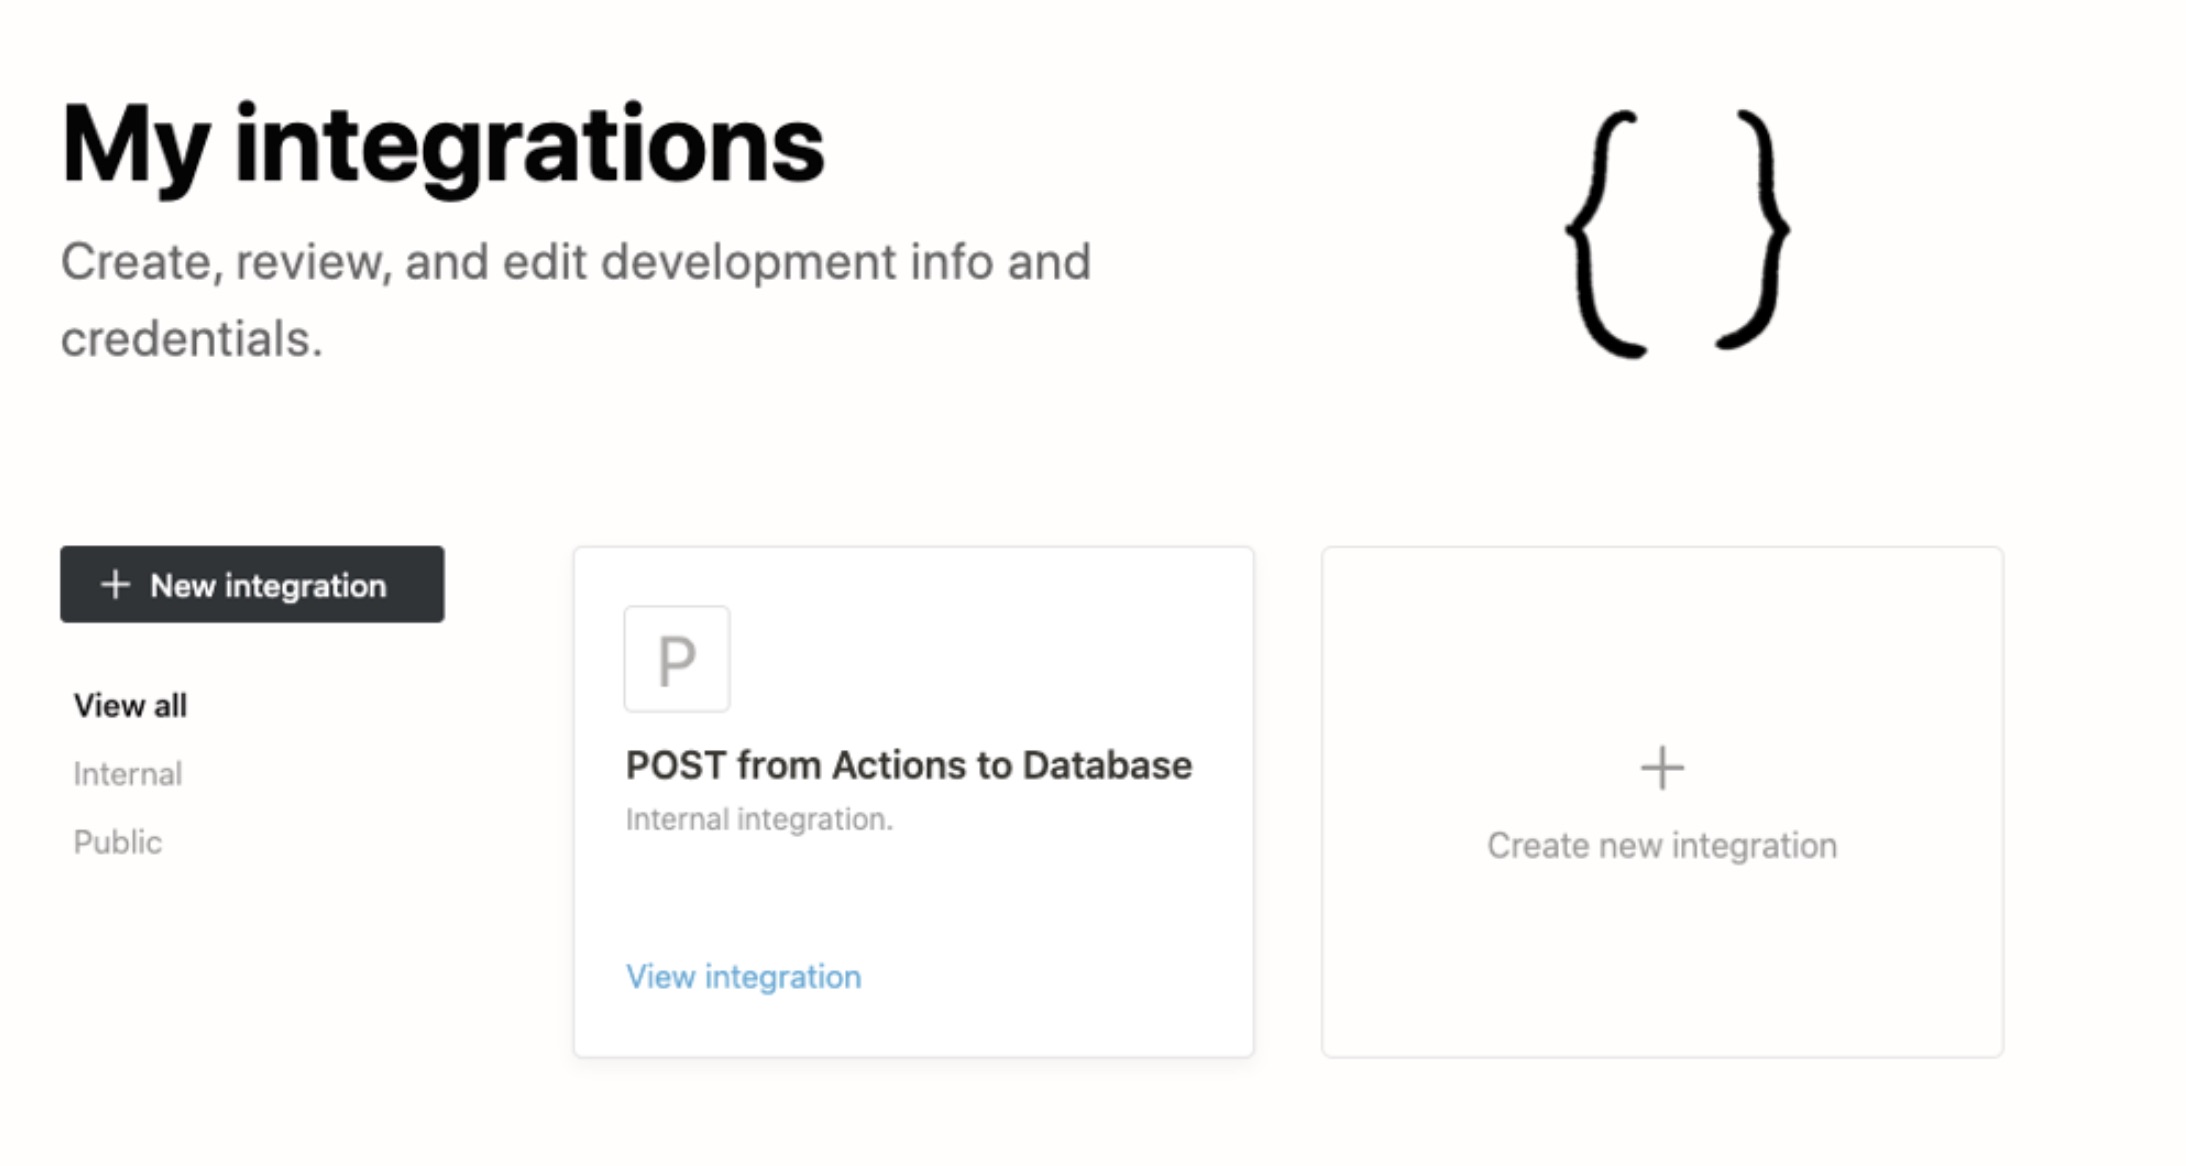 My integrations
Create, review, and edit development info and
credentials.
+ New integration
View all
Internal
Public
P
POST from Actions to Database
Internal integration.
View integration
+
Create new integration